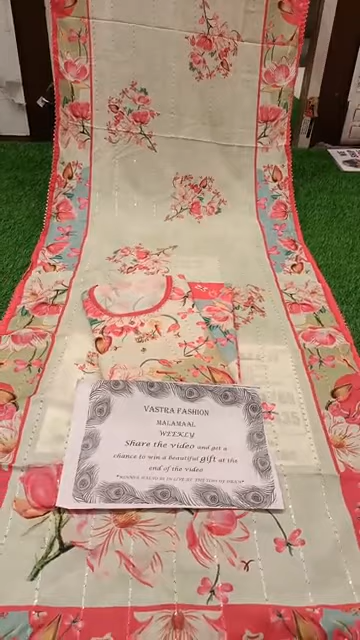 VASTRA FASHION
MALAMAAL
WEEKLY
Share the video and get a
chance to win a beautiful gift at the
end of the video